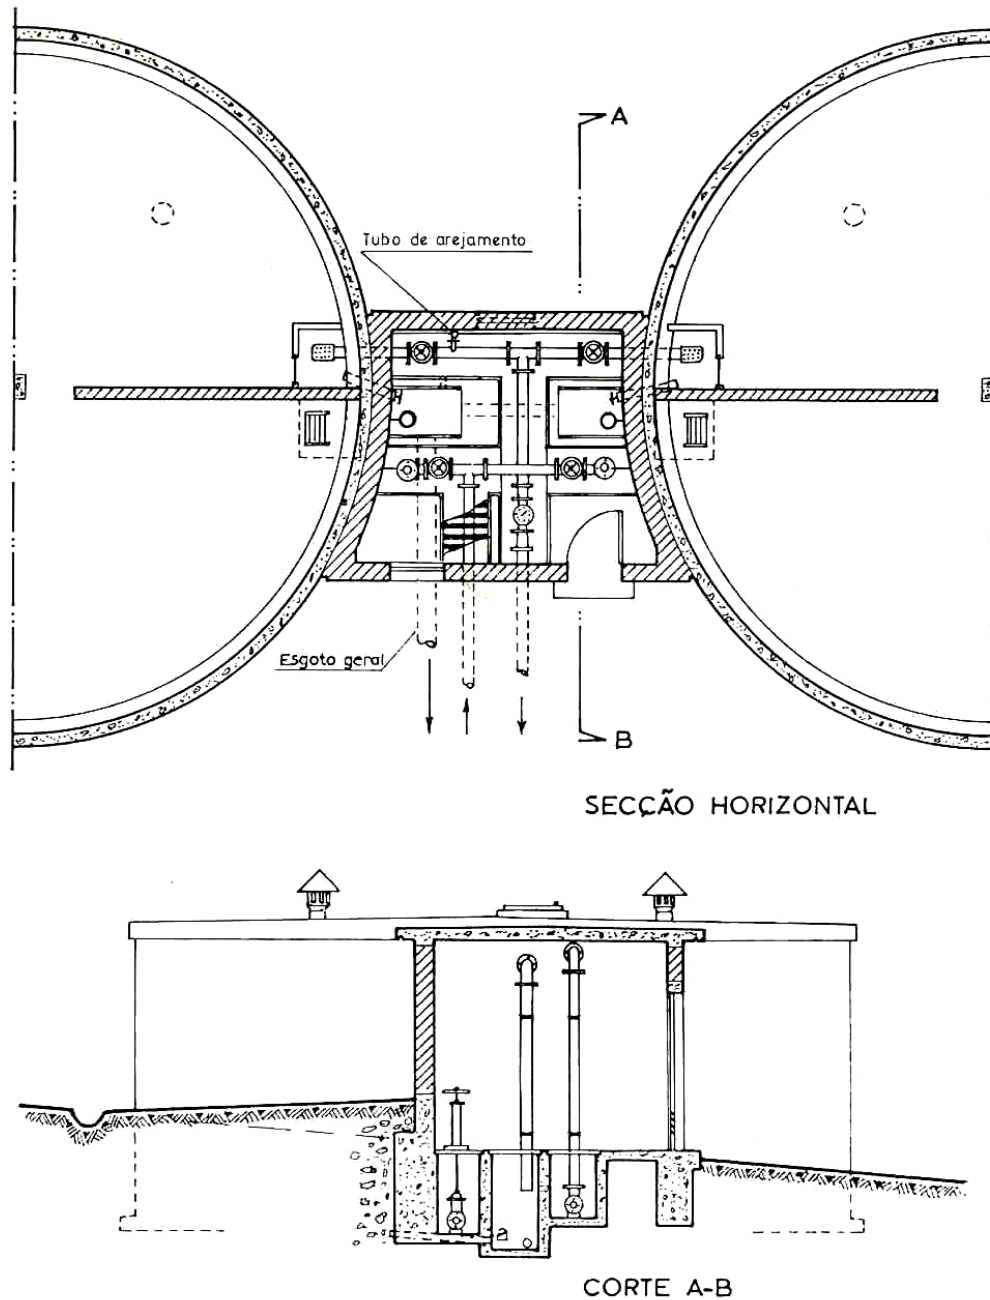 A
Tubo de arejamento
Esgoto geral
B
SECÇÃO HORIZONTAL
CORTE A-B